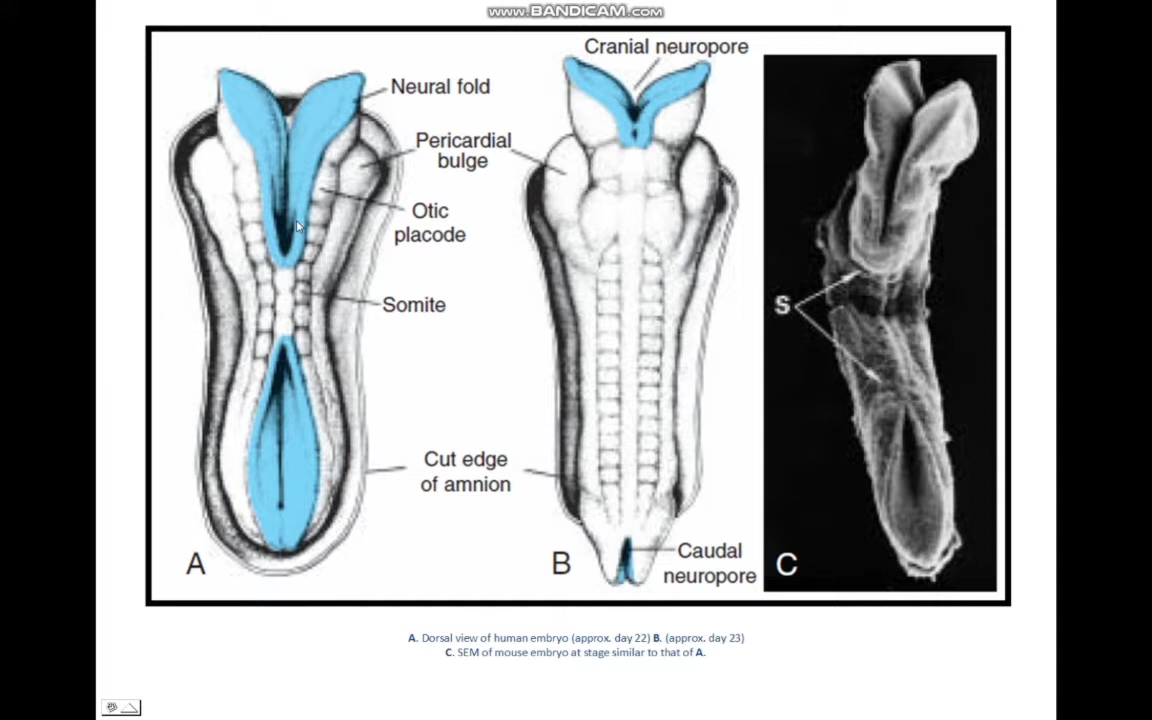 www.BANDICAM.com
Cranial neuropore
Neural fold
Pericardial
bulge
Otic
placode
Somite
Cut edge
of amnion
Caudal
neuropore
S
A
B
C
A. Dorsal view of human embryo (approx. day 22) B. (approx. day 23)
C. SEM of mouse embryo at stage similar to that of A.